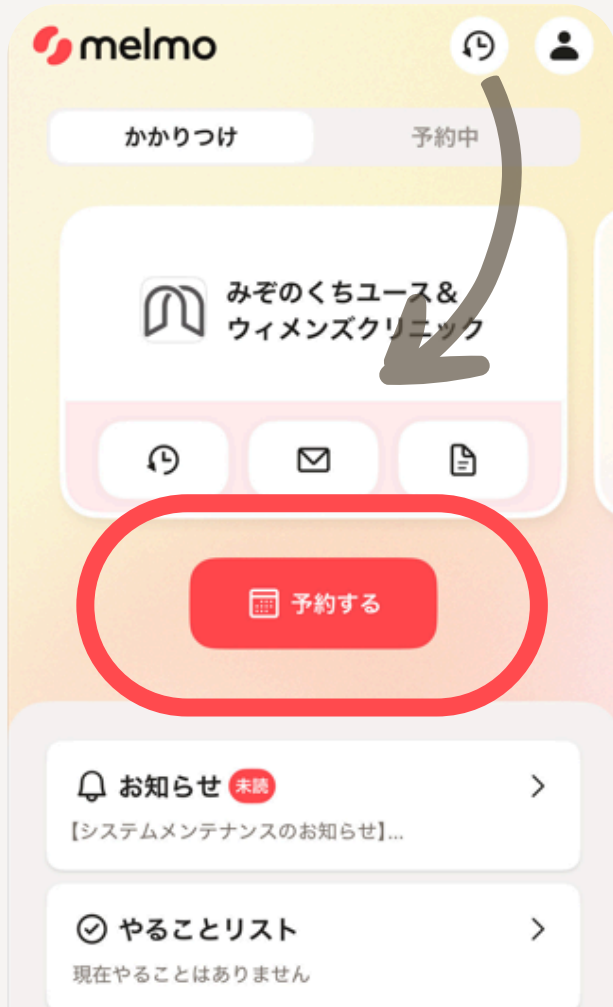 melmo
かかりつけ
予約中
みぞのくちユース＆
ウィメンズクリニック
予約する
お知らせ 未読
【システムメンテナンスのお知らせ】...
やることリスト
現在やることはありません